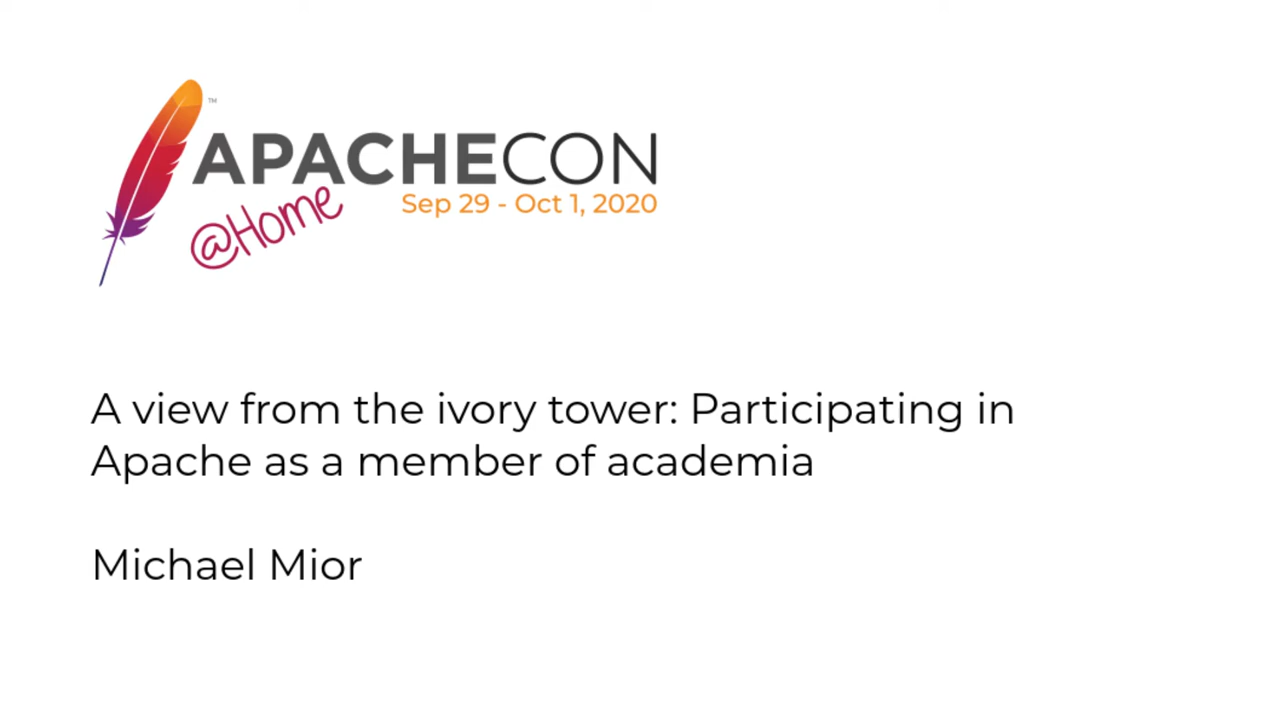 APACHECON
™
@Home
Sep 29 - Oct 1, 2020
A view from the ivory tower: Participating in
Apache as a member of academia
Michael Mior